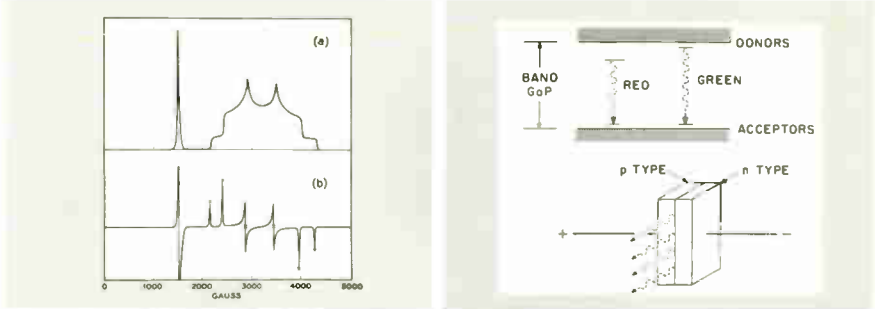 (a)
(b)
0 1000 2000 3000 4000 5000
GAUSS
DONORS
BAND
GaP
RED
GREEN
ACCEPTORS
p TYPE
n TYPE
+